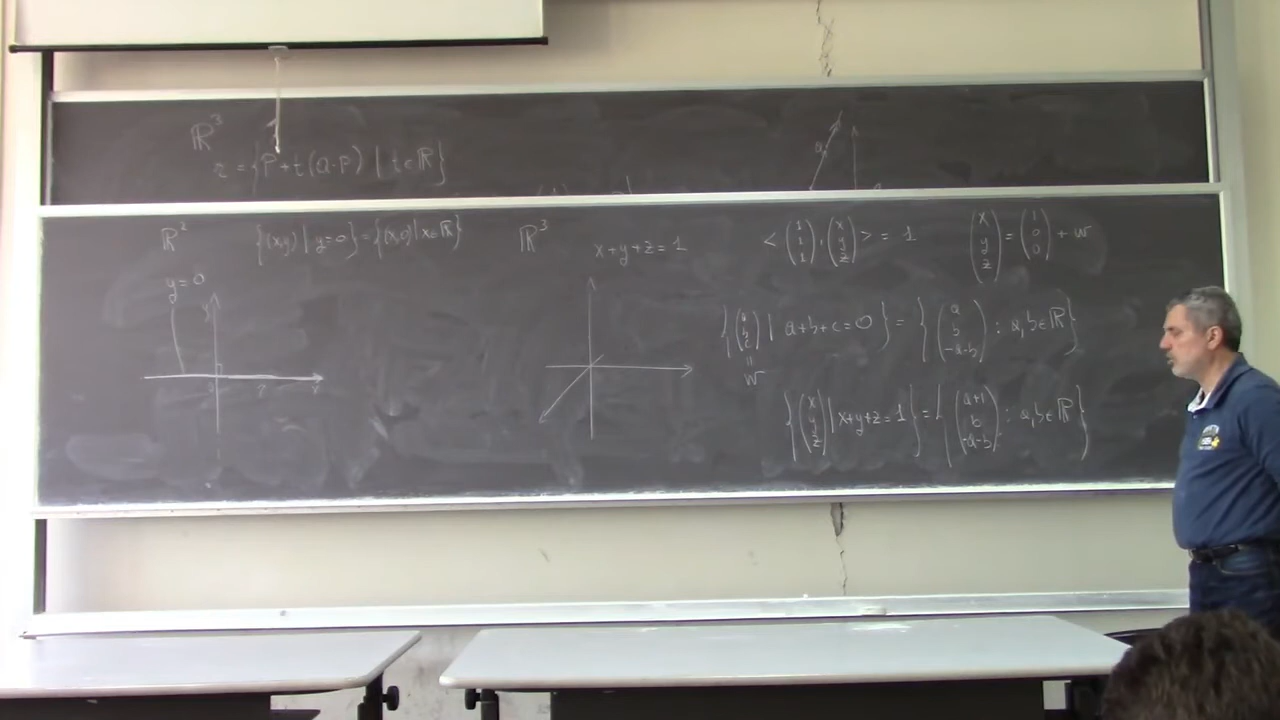 ℝ³
r = {P+t(Q-P) | t∈ℝ}
Q
ℝ² {(x,y) | y=0} = {(x,0) | x∈ℝ} ℝ³ x+y+z=1 < (1 1 1), (x y z) > = 1 (x y z) = (1 0 0) + w
y=0
{(a b c) | a+b+c=0} = {(a b -a-b) : a,b∈ℝ}
=
w
r
{(x y z) | x+y+z=1} = {(a+1 b -a-b) : a,b∈ℝ}